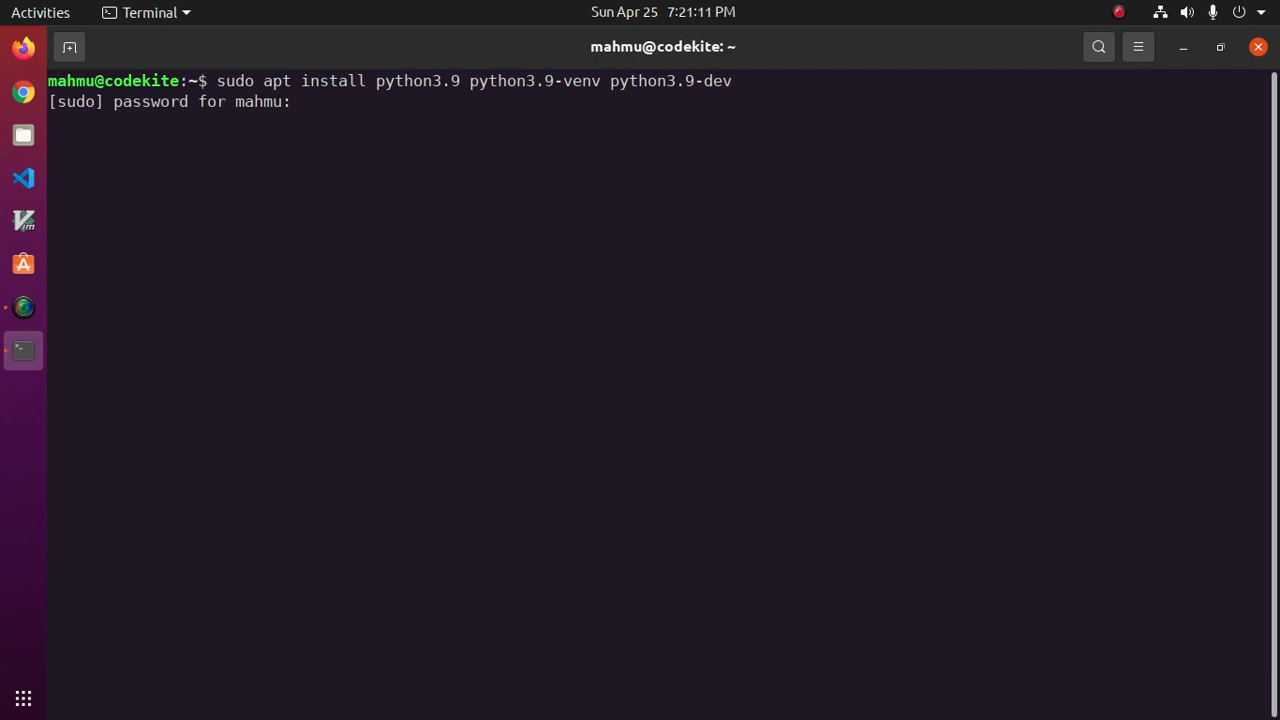 Activities Terminal Sun Apr 25 7:21:11 PM
mahmu@codekite: ~
mahmu@codekite:~$ sudo apt install python3.9 python3.9-venv python3.9-dev
[sudo] password for mahmu: